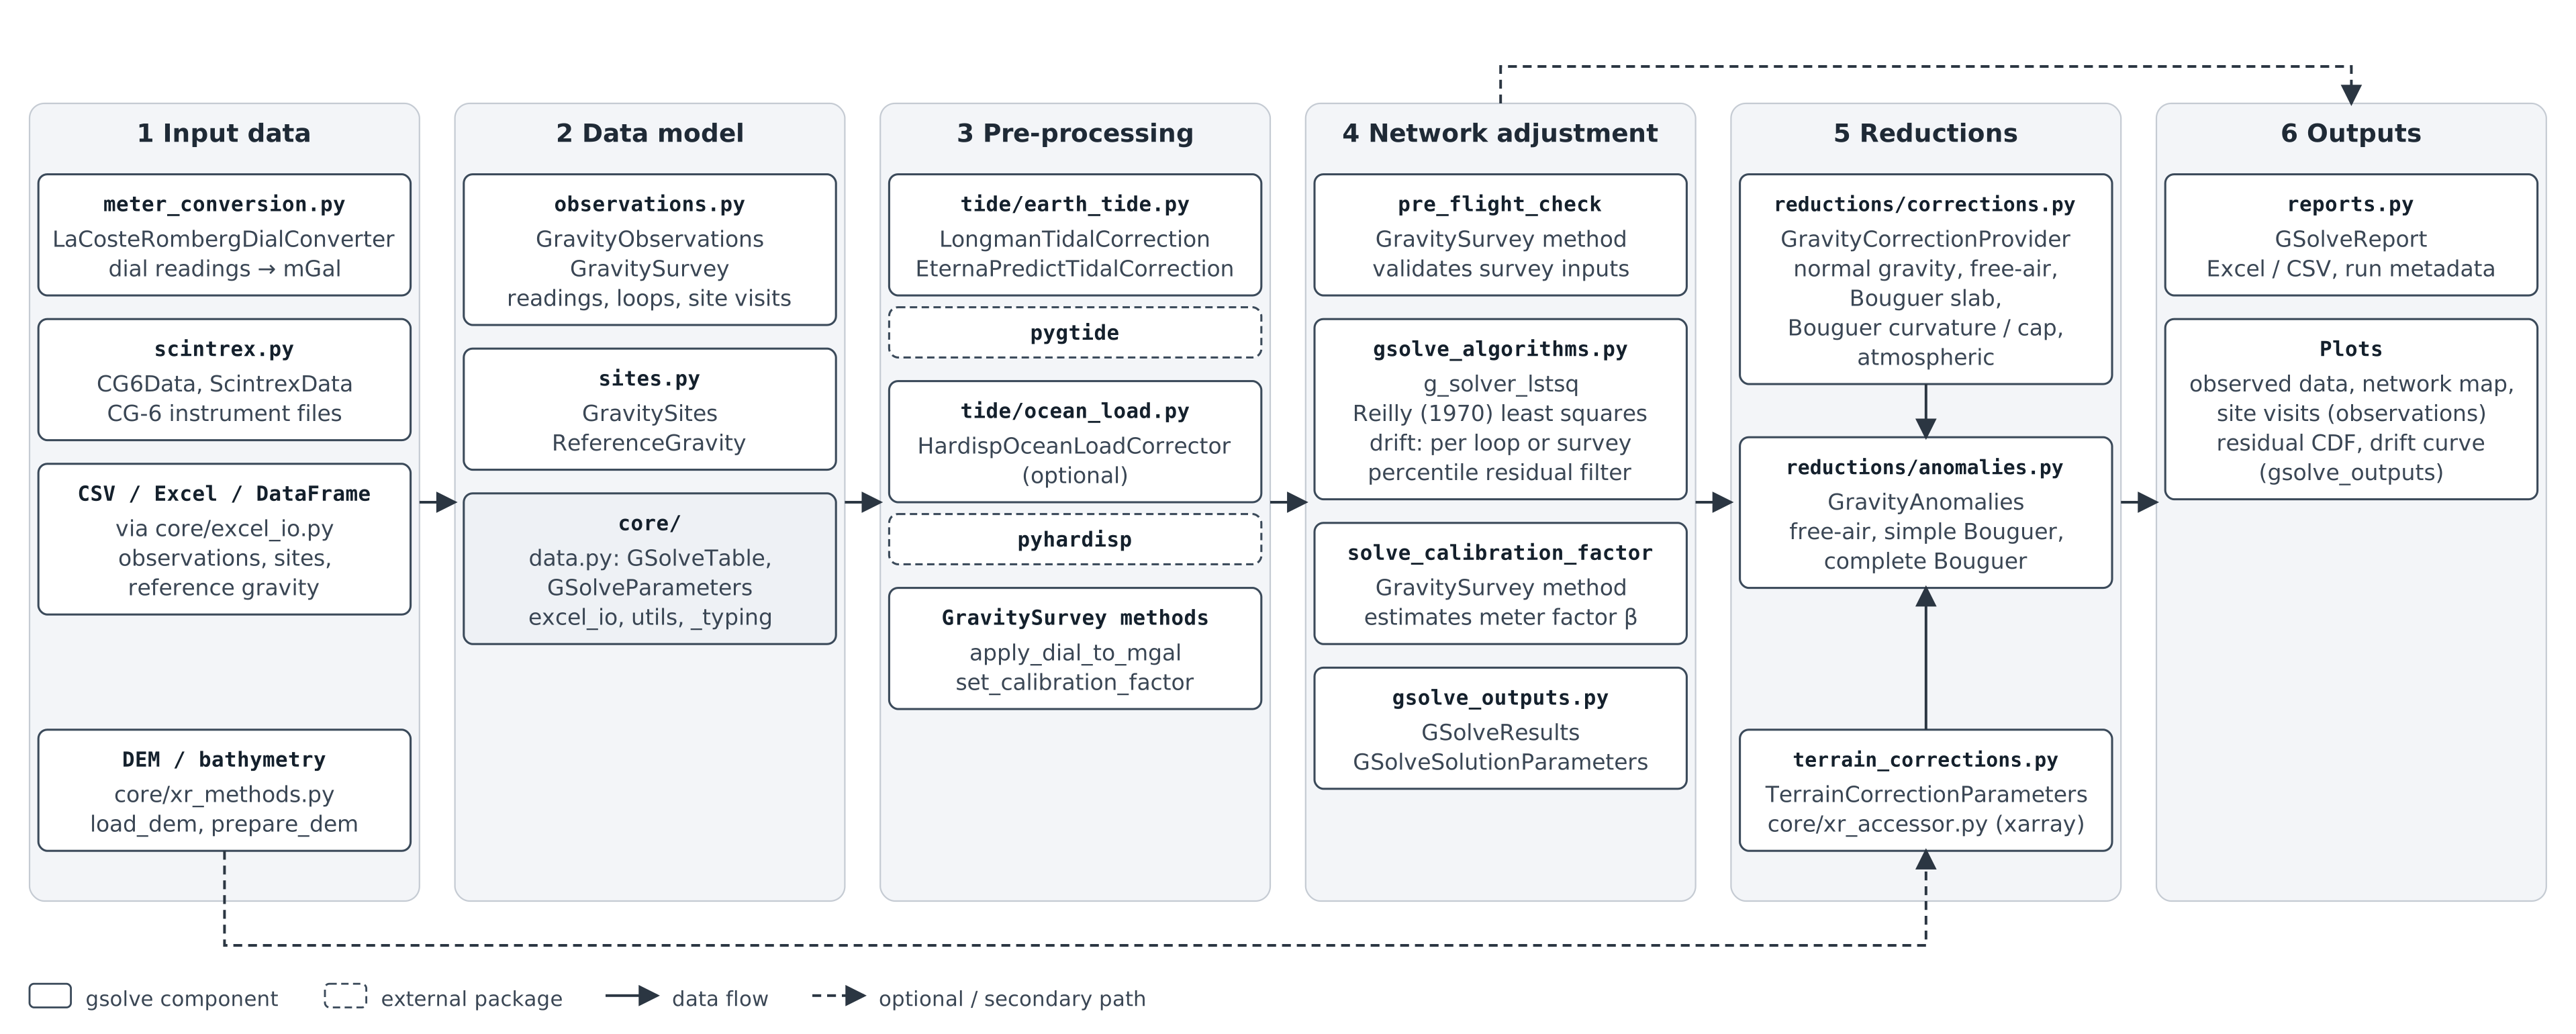 1 Input data
meter_conversion.py
LaCosteRombergDialConverter
dial readings → mGal
scintrex.py
CG6Data, ScintrexData
CG-6 instrument files
CSV / Excel / DataFrame
via core/excel_io.py
observations, sites,
reference gravity
DEM / bathymetry
core/xr_methods.py
load_dem, prepare_dem
2 Data model
observations.py
GravityObservations
GravitySurvey
readings, loops, site visits
sites.py
GravitySites
ReferenceGravity
core/
data.py: GSolveTable,
GSolveParameters
excel_io, utils, _typing
3 Pre-processing
tide/earth_tide.py
LongmanTidalCorrection
EternaPredictTidalCorrection
pygtide
tide/ocean_load.py
HardispOceanLoadCorrector
(optional)
pyhardisp
GravitySurvey methods
apply_dial_to_mgal
set_calibration_factor
4 Network adjustment
pre_flight_check
GravitySurvey method
validates survey inputs
gsolve_algorithms.py
g_solver_lstsq
Reilly (1970) least squares
drift: per loop or survey
percentile residual filter
solve_calibration_factor
GravitySurvey method
estimates meter factor β
gsolve_outputs.py
GSolveResults
GSolveSolutionParameters
5 Reductions
reductions/corrections.py
GravityCorrectionProvider
normal gravity, free-air,
Bouguer slab,
Bouguer curvature / cap,
atmospheric
reductions/anomalies.py
GravityAnomalies
free-air, simple Bouguer,
complete Bouguer
terrain_corrections.py
TerrainCorrectionParameters
core/xr_accessor.py (xarray)
6 Outputs
reports.py
GSolveReport
Excel / CSV, run metadata
Plots
observed data, network map,
site visits (observations)
residual CDF, drift curve
(gsolve_outputs)
gsolve component
external package
data flow
optional / secondary path